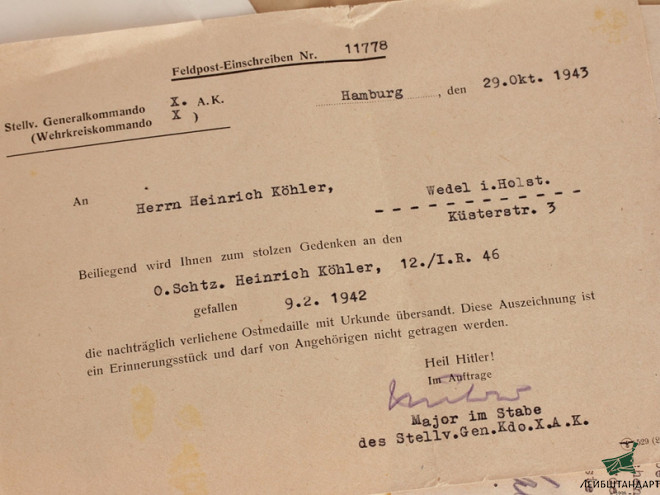 Feldpost-Einschreiben Nr. 11778
Stellv. Generalkommando X. A.K.
(Wehrkreiskommando X )
Hamburg, den 29.Okt. 1943
An
Herrn Heinrich Köhler,
Wedel i.Holst.
Küsterstr. 3
Beiliegend wird Ihnen zum stolzen Gedenken an den
O.Schtz. Heinrich Köhler, 12./I.R. 46
gefallen 9.2. 1942
die nachträglich verliehene Ostmedaille mit Urkunde übersandt. Diese Auszeichnung ist
ein Erinnerungsstück und darf von Angehörigen nicht getragen werden.
Heil Hitler!
Im Auftrage
Major im Stabe
des Stellv.Gen.Kdo.X.A.K.
ЛЕЙБШТАНДАРТ